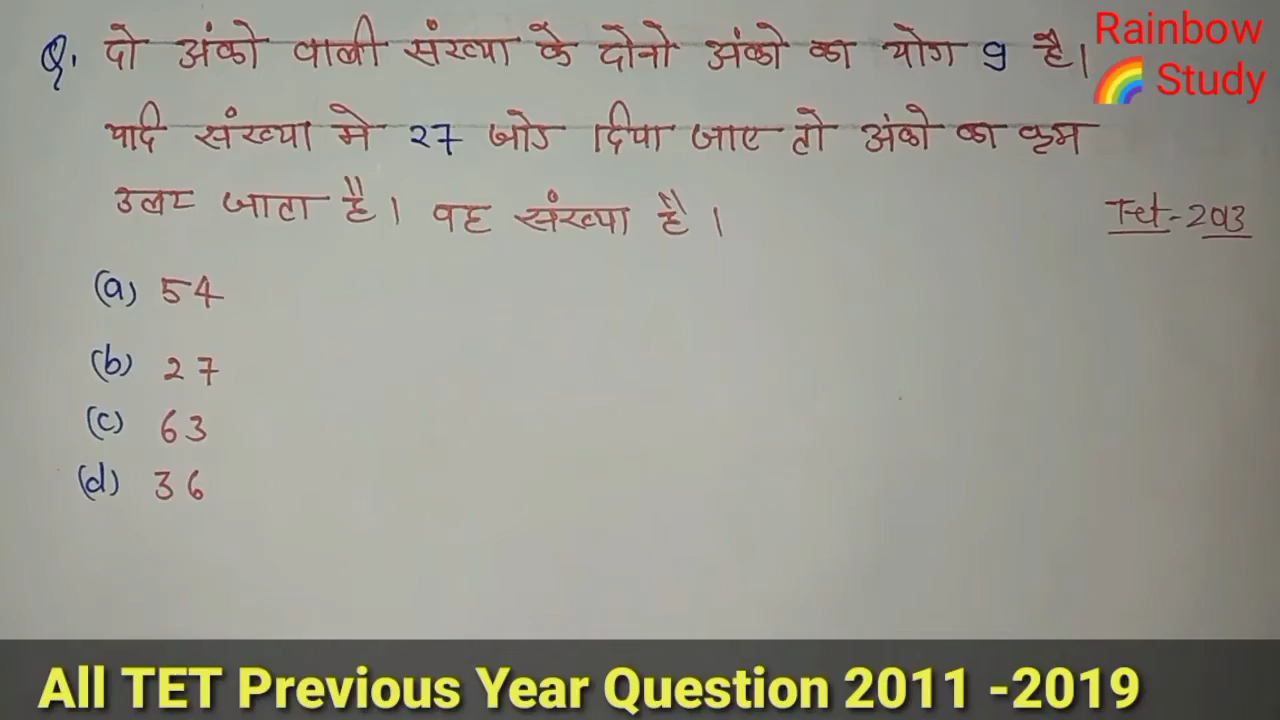 Q. दो अंको वाली संख्या के दोनो अंको का योग 9 है।
यदि संख्या मे 27 जोड दिया जाए तो अंको का क्रम
उलट जाता है। वह संख्या है।
Tet-2013
(a) 54
(b) 27
(c) 63
(d) 36
Rainbow
Study
All TET Previous Year Question 2011 -2019